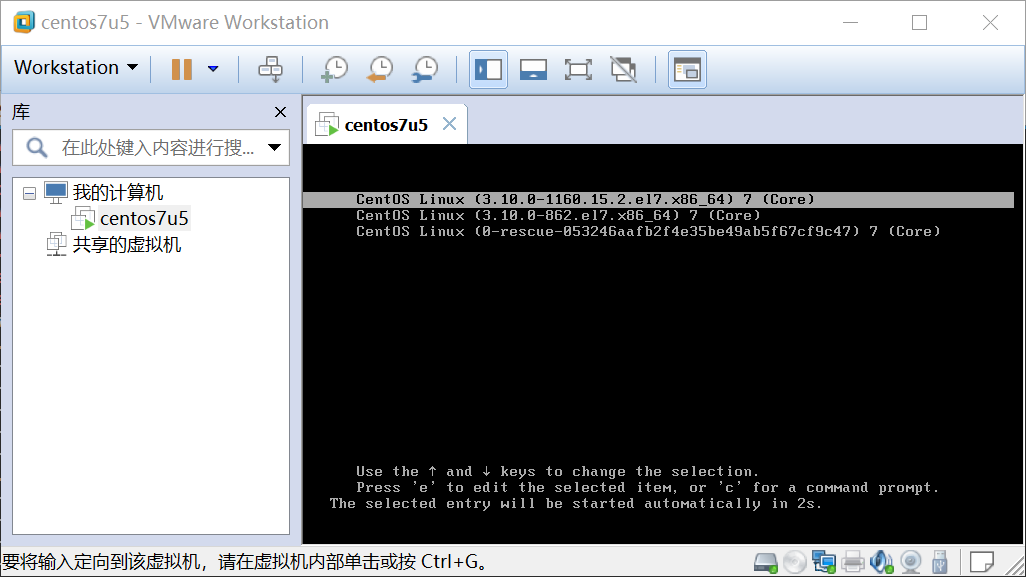 centos7u5 - VMware Workstation
Workstation
库
在此处键入内容进行搜...
我的计算机
centos7u5
共享的虚拟机
centos7u5
CentOS Linux (3.10.0-1160.15.2.el7.x86_64) 7 (Core)
CentOS Linux (3.10.0-862.el7.x86_64) 7 (Core)
CentOS Linux (0-rescue-053246aafb2f4e35be49ab5f67cf9c47) 7 (Core)
Use the ↑ and ↓ keys to change the selection.
Press 'e' to edit the selected item, or 'c' for a command prompt.
The selected entry will be started automatically in 2s.
要将输入定向到该虚拟机，请在虚拟机内部单击或按 Ctrl+G。